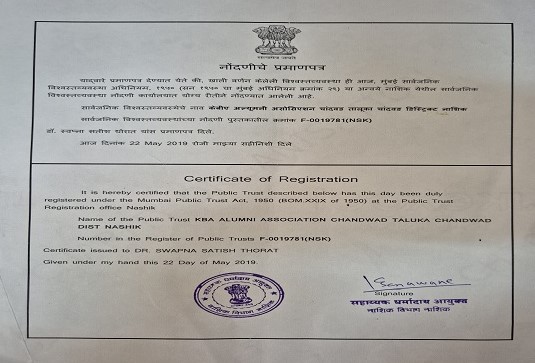 सत्यमेव जयते
नोंदणीचे प्रमाणपत्र
याद्वारे प्रमाणपत्र देण्यात येते की, खाली वर्णन केलेली विश्वस्तव्यवस्था ही आज, मुंबई सार्वजनिक
विश्वस्तव्यवस्था अधिनियम, १९५० (सन १९५० चा मुंबई अधिनियम क्रमांक २९) या अन्वये नाशिक येथील सार्वजनिक
विश्वस्तव्यवस्था नोंदणी कार्यालयात योग्य रीतीने नोंदण्यात आलेली आहे.
सार्वजनिक विश्वस्तव्यवस्थेचे नाव केबीए अल्युमनी असोसिएशन चांदवड तालुका चांदवड डिस्ट्रिक्ट नाशिक
सार्वजनिक विश्वस्तव्यवस्थांच्या नोंदणी पुस्तकातील क्रमांक F-0019781(NSK)
डॉ. स्वप्ना सतीश थोरात यांस प्रमाणपत्र दिले.
आज दिनांक 22 May 2019 रोजी माझ्या सहीनिशी दिले
Certificate of Registration
It is hereby certified that the Public Trust described below has this day been duly
registered under the Mumbai Public Trust Act, 1950 (BOM.XXIX of 1950) at the Public Trust
Registration office Nashik
Name of the Public Trust KBA ALUMNI ASSOCIATION CHANDWAD TALUKA CHANDWAD
DIST NASHIK
Number in the Register of Public Trusts F-0019781(NSK)
Certificate issued to DR. SWAPNA SATISH THORAT
Given under my hand this 22 Day of May 2019.
Sanawane
Signature
सहाय्यक धर्मादाय आयुक्त
नाशिक विभाग नाशिक